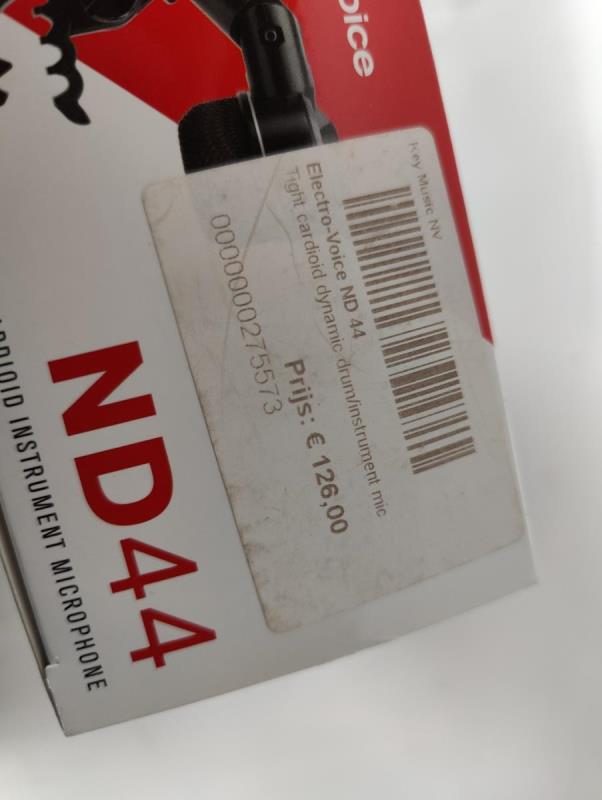 oice
Key Music NV
Electro-Voice ND 44
Tight cardioid dynamic drum/instrument mic
Prijs: € 126,00
0000000275573
ND44
INSTRUMENT MICROPHONE